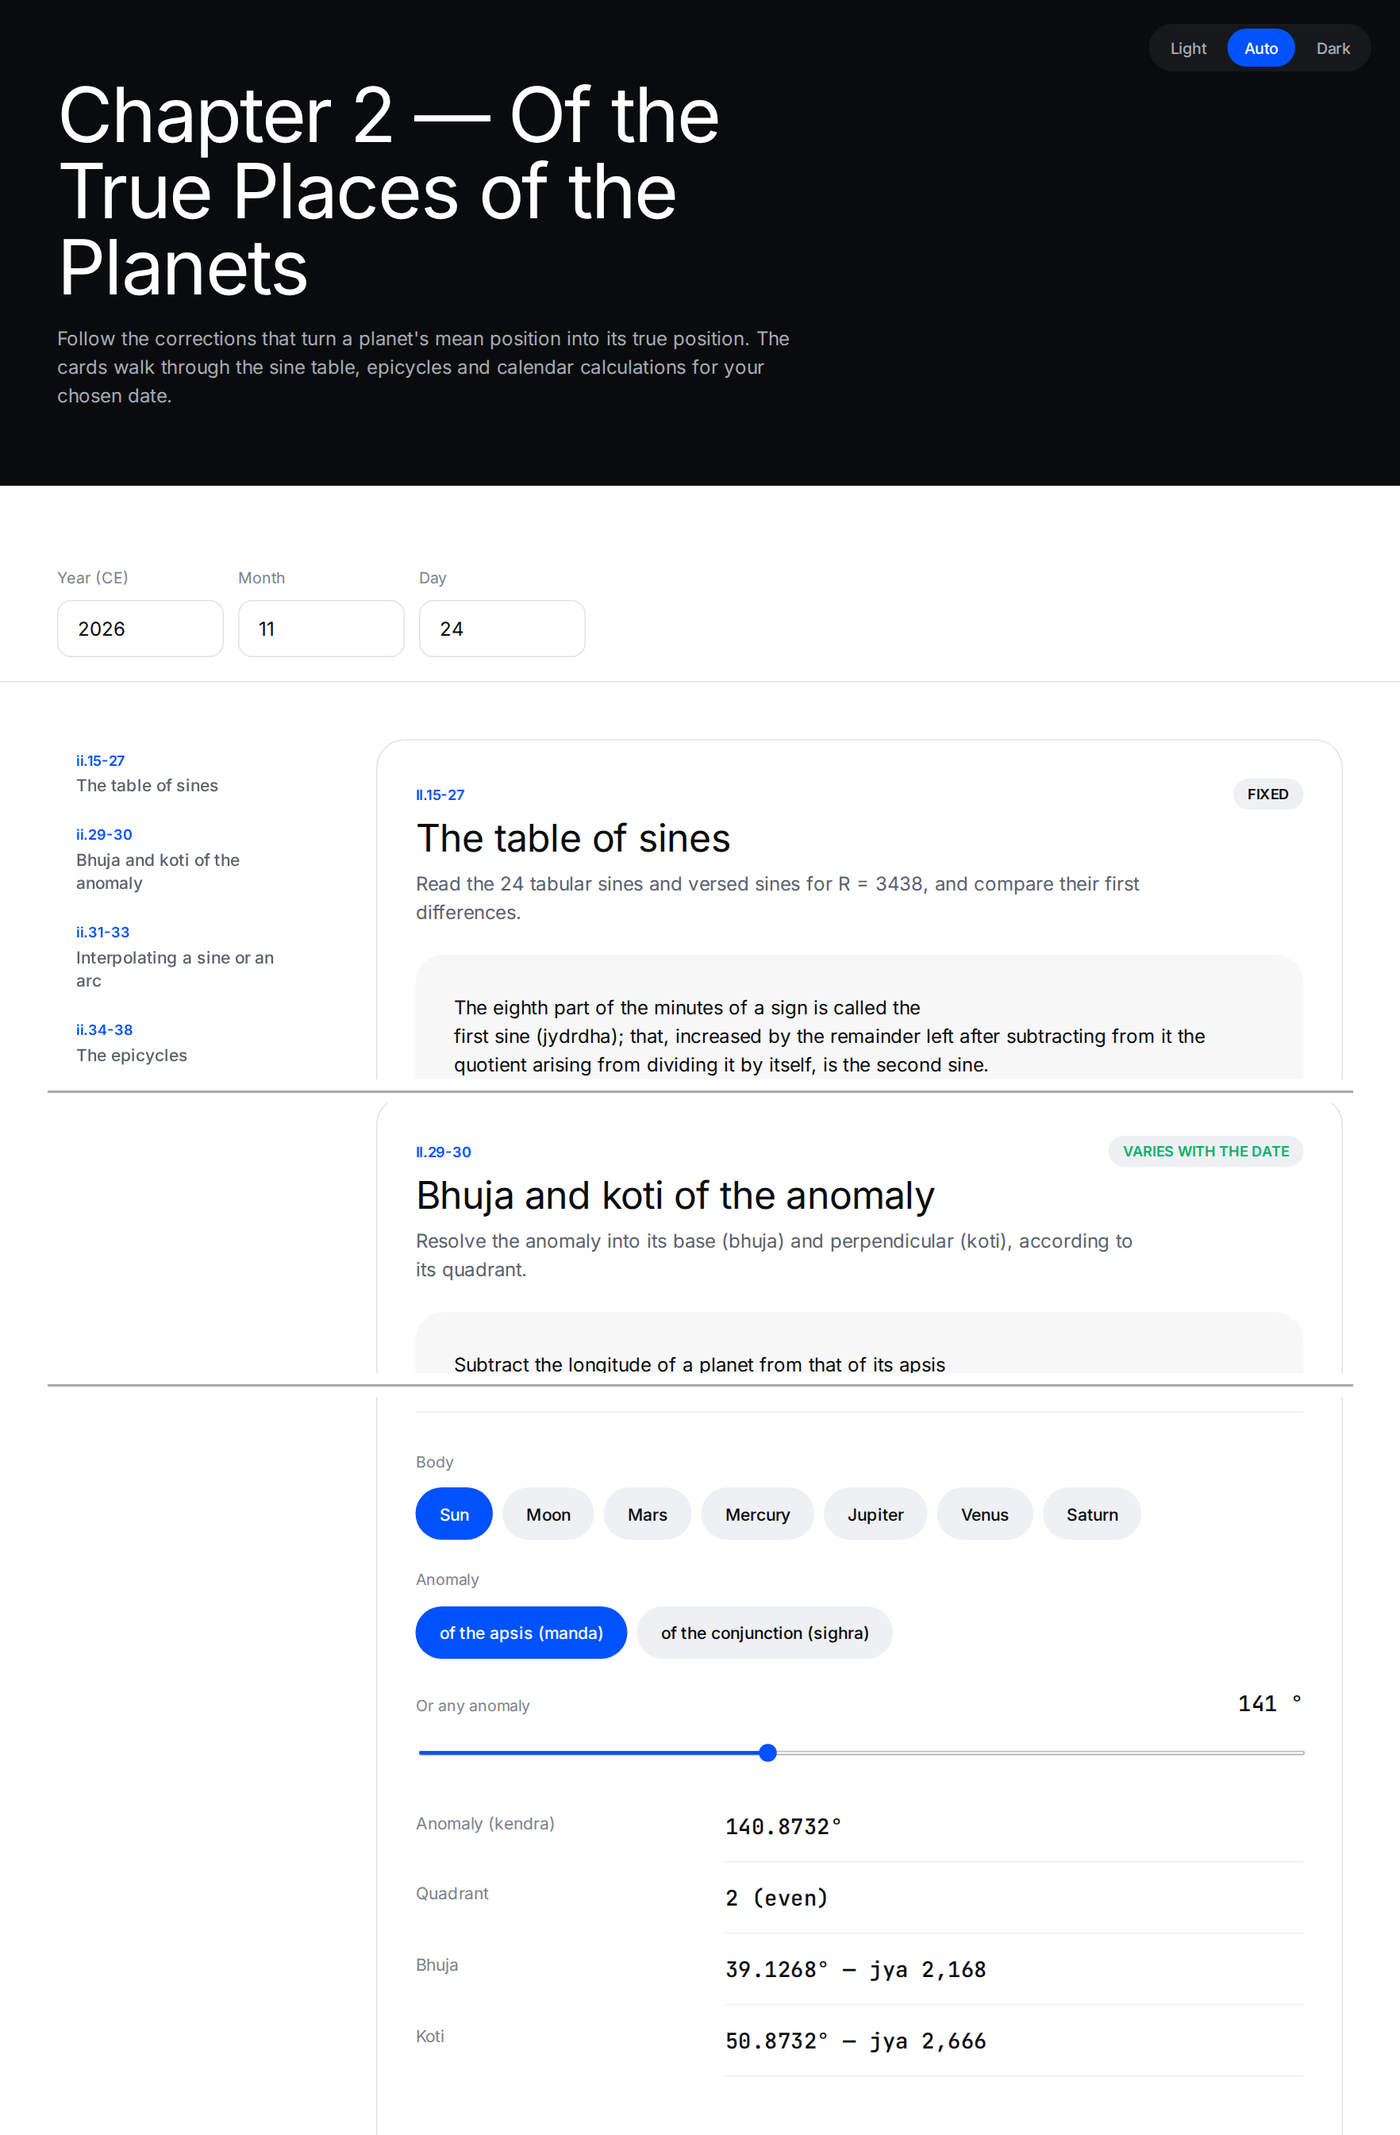 Light Auto Dark
Chapter 2 — Of the
True Places of the
Planets
Follow the corrections that turn a planet's mean position into its true position. The
cards walk through the sine table, epicycles and calendar calculations for your
chosen date.
Year (CE) Month Day
2026 11 24
ii.15-27
The table of sines
ii.29-30
Bhuja and koti of the
anomaly
ii.31-33
Interpolating a sine or an
arc
ii.34-38
The epicycles
II.15-27 FIXED
The table of sines
Read the 24 tabular sines and versed sines for R = 3438, and compare their first
differences.
The eighth part of the minutes of a sign is called the
first sine (jydrdha); that, increased by the remainder left after subtracting from it the
quotient arising from dividing it by itself, is the second sine.
II.29-30 VARIES WITH THE DATE
Bhuja and koti of the anomaly
Resolve the anomaly into its base (bhuja) and perpendicular (koti), according to
its quadrant.
Subtract the longitude of a planet from that of its apsis
Body
Sun Moon Mars Mercury Jupiter Venus Saturn
Anomaly
of the apsis (manda) of the conjunction (sighra)
Or any anomaly 141 °
Anomaly (kendra) 140.8732°
Quadrant 2 (even)
Bhuja 39.1268° — jya 2,168
Koti 50.8732° — jya 2,666